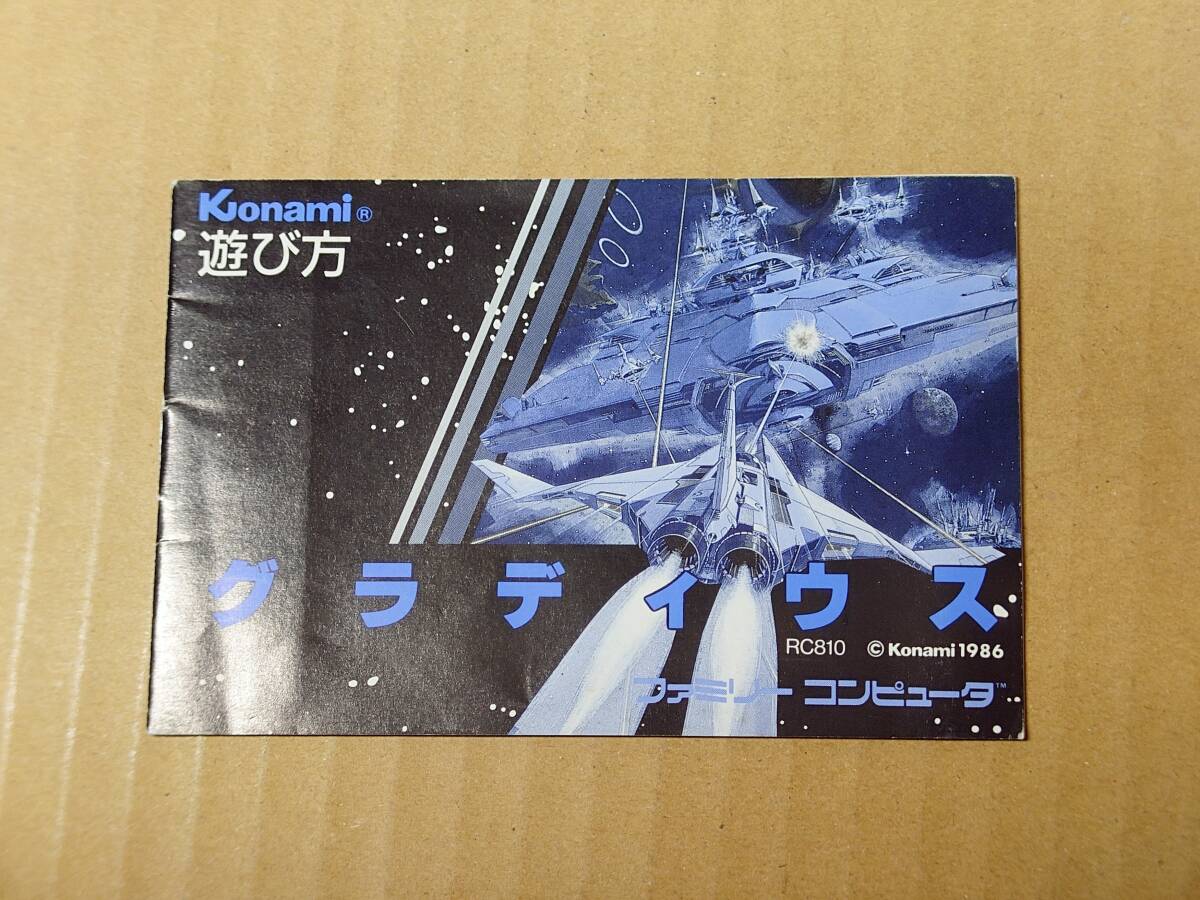 Konami®
遊び方
グラディウス
RC810 ©Konami 1986
ファミリー コンピュータ™